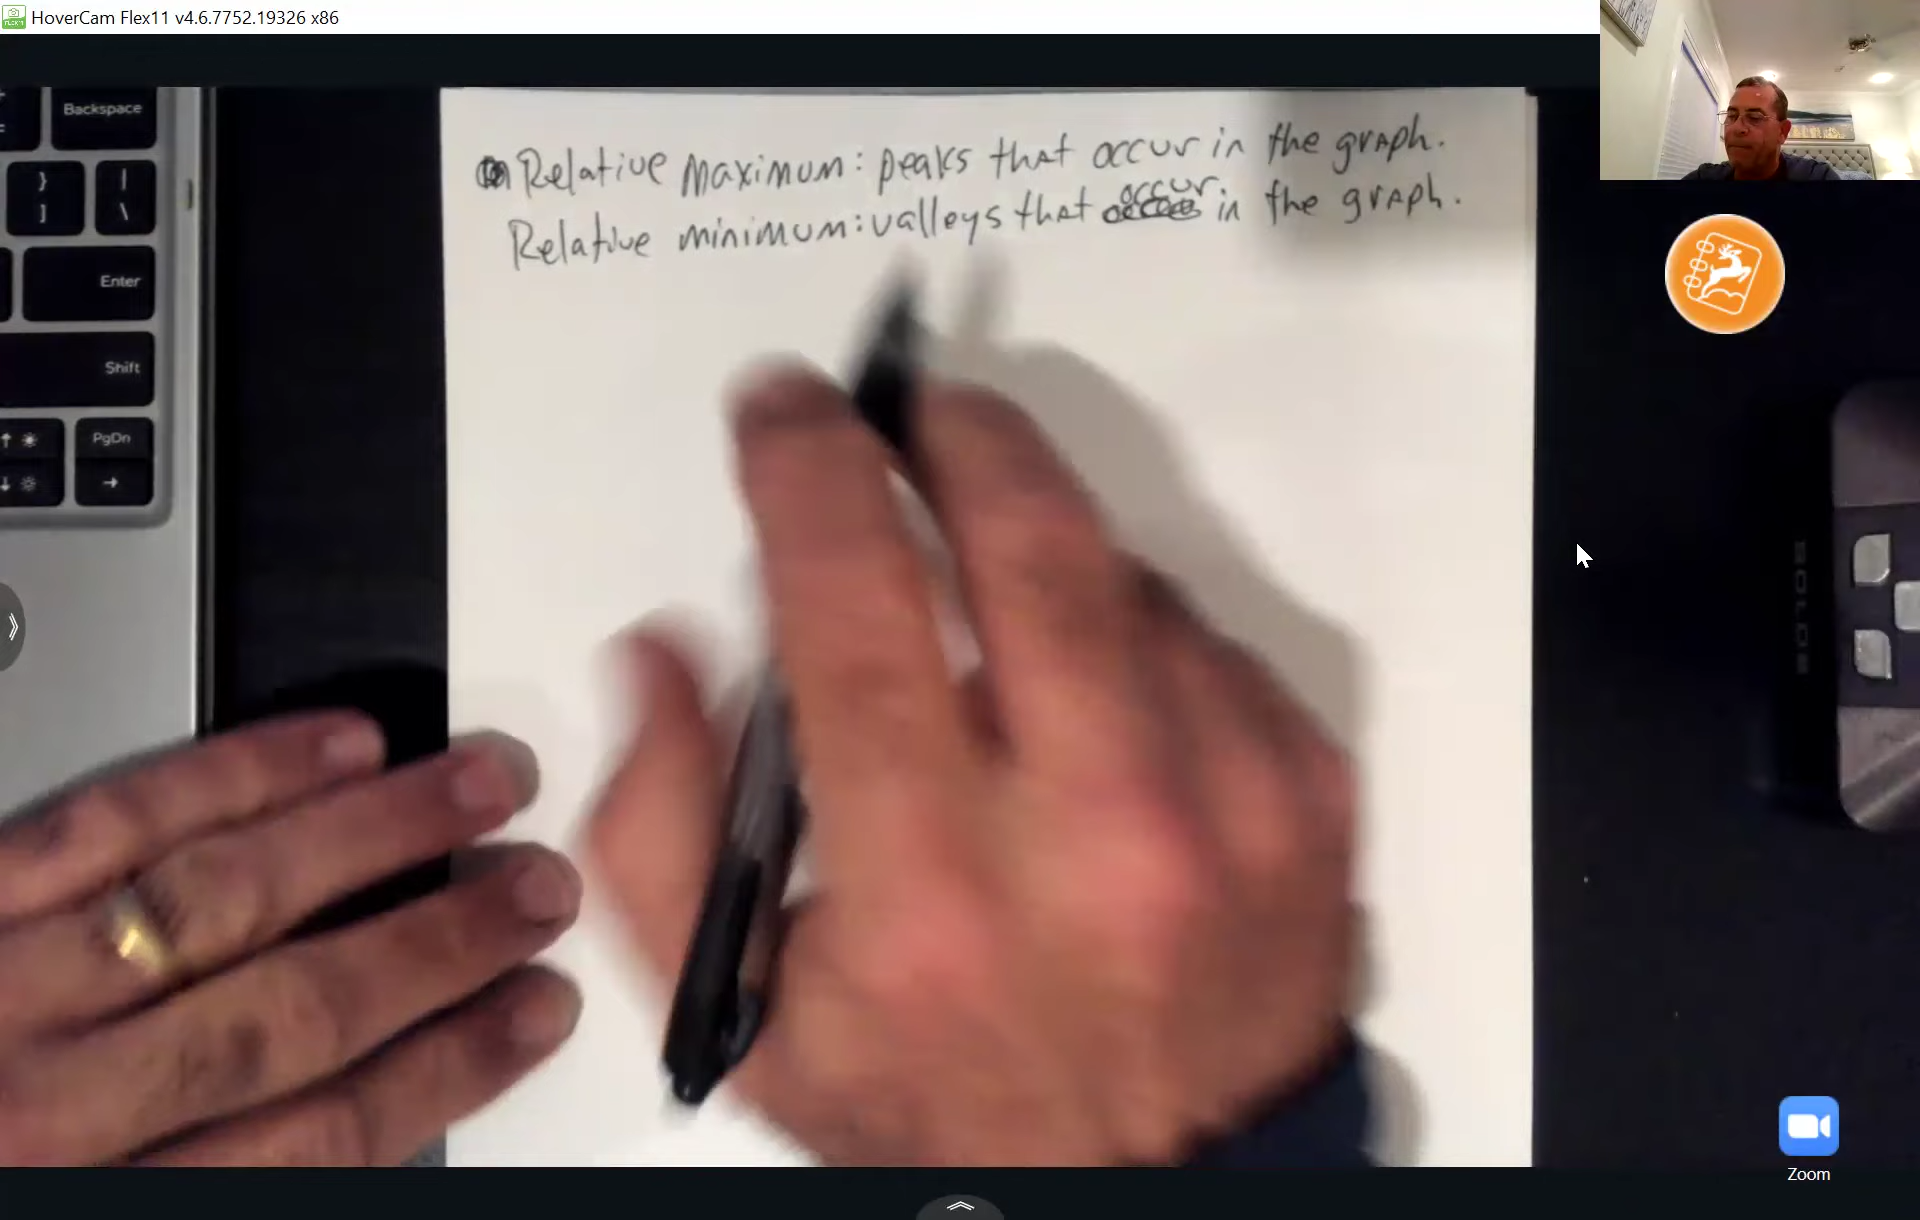 HoverCam Flex11 v4.6.7752.19326 x86
Relative maximum: peaks that occur in the graph.
Relative minimum: valleys that occur in the graph.
Backspace
}
]
|
\
Enter
Shift
PgDn
↑
↓
→
Zoom